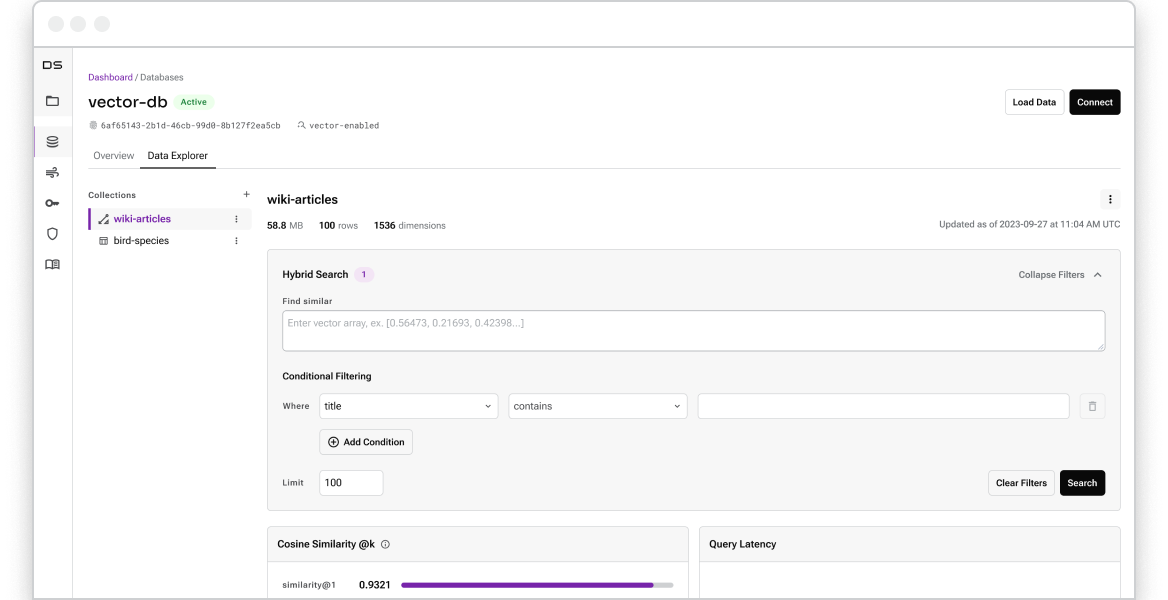 DS
Dashboard / Databases
vector-db Active
Load Data Connect
6af65143-2b1d-46cb-99d0-8b127f2ea5cb vector-enabled
Overview Data Explorer
Collections +
wiki-articles
bird-species
wiki-articles
58.8 MB 100 rows 1536 dimensions
Updated as of 2023-09-27 at 11:04 AM UTC
Hybrid Search 1
Collapse Filters
Find similar
Enter vector array, ex. [0.56473, 0.21693, 0.42398...]
Conditional Filtering
Where title contains
Add Condition
Limit 100
Clear Filters Search
Cosine Similarity @k
Query Latency
similarity@1 0.9321